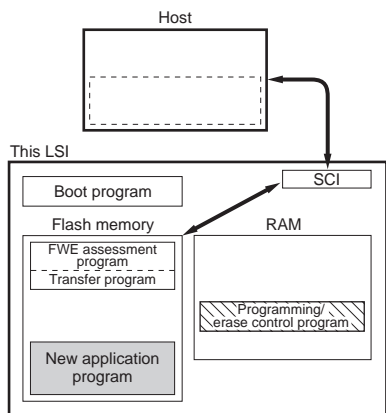 Host
This LSI
SCI
Boot program
Flash memory
RAM
FWE assessment
program
Transfer program
Programming/
erase control program
New application
program